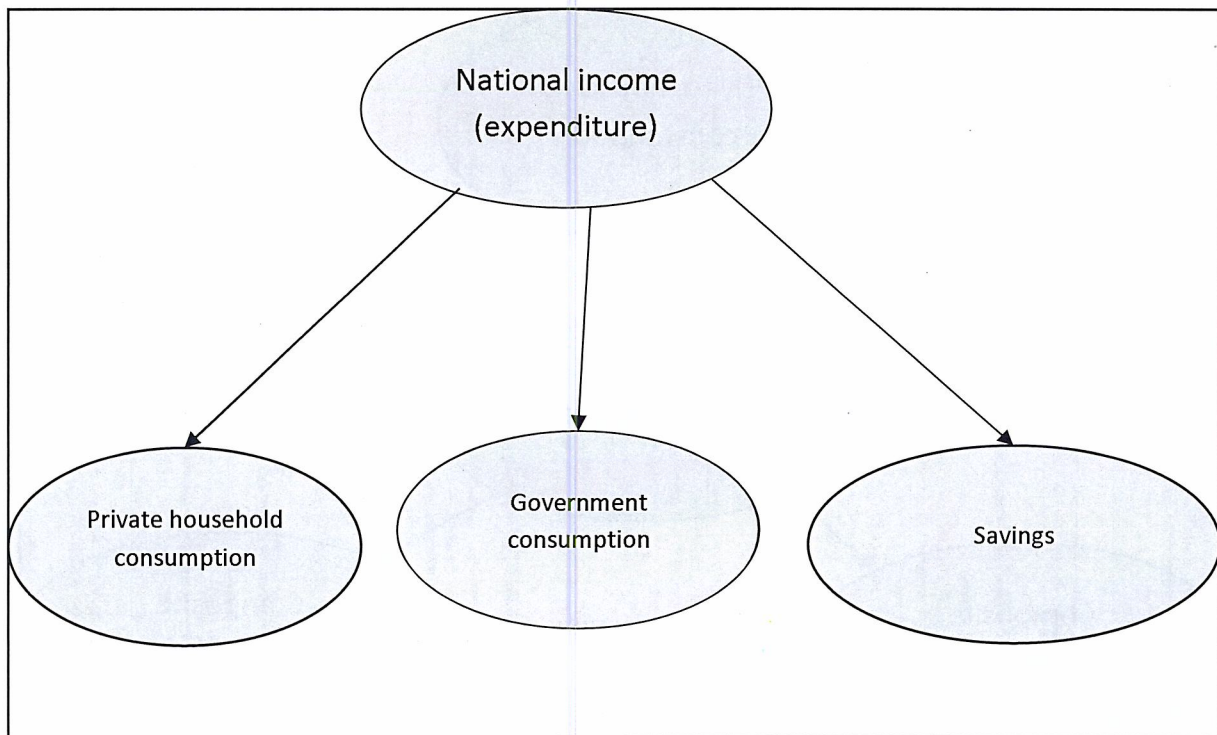 National income
(expenditure)
Private household
consumption
Government
consumption
Savings